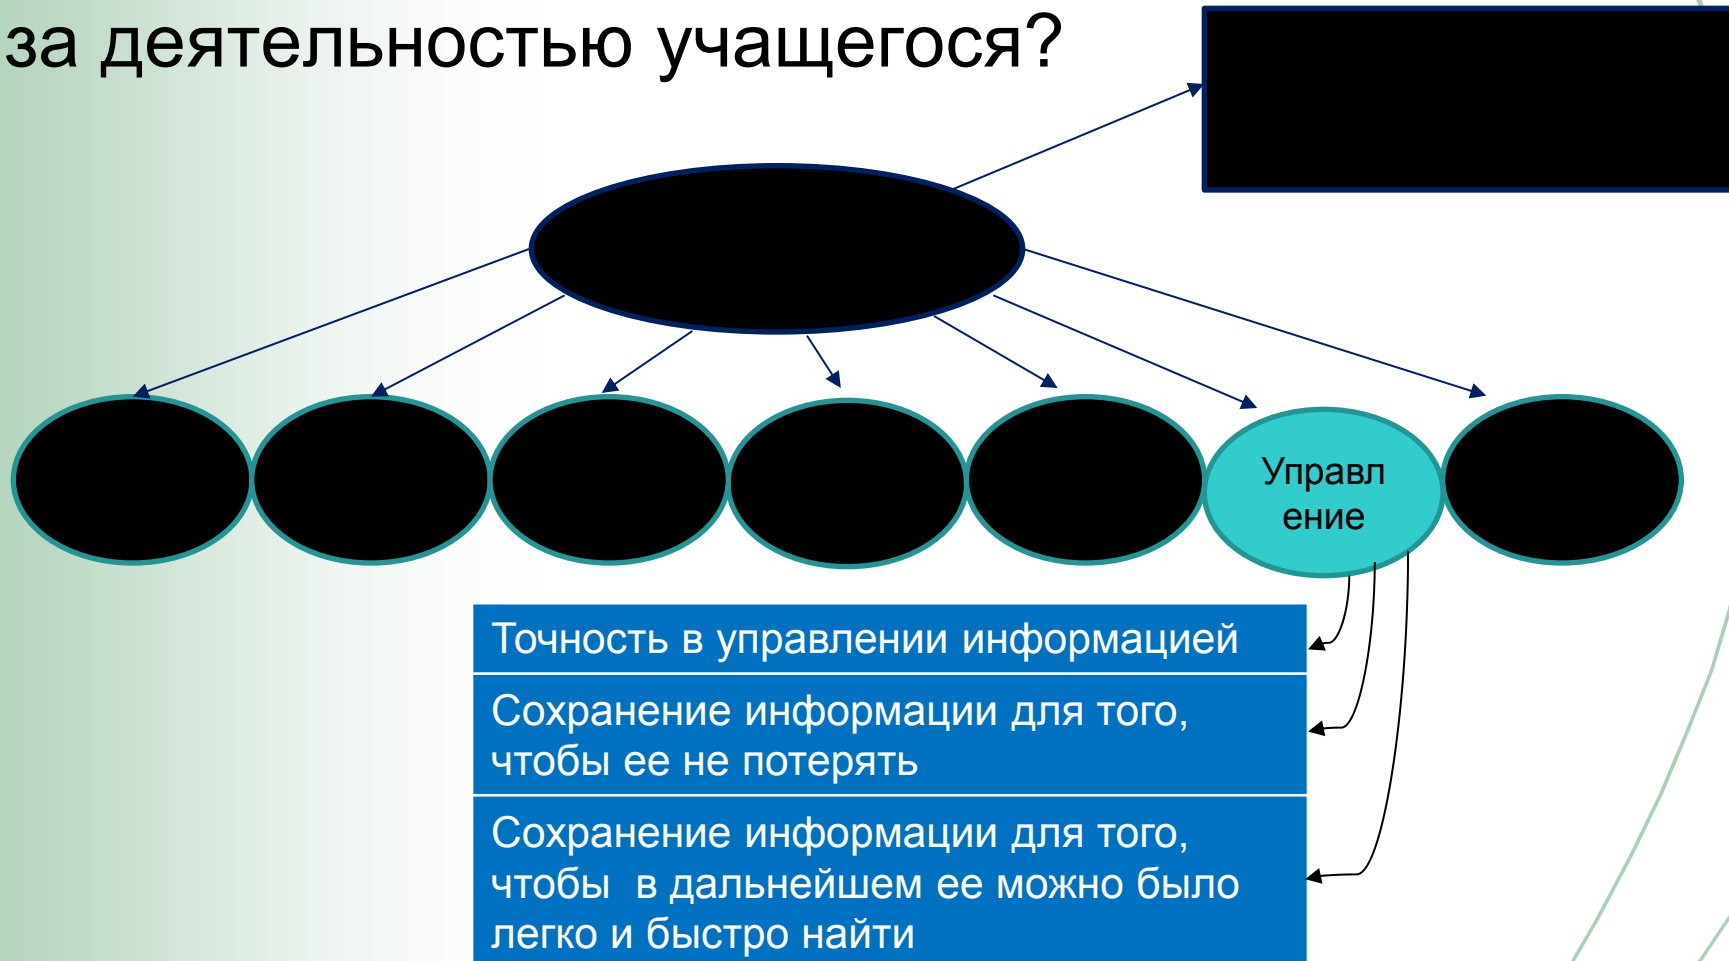 за деятельностью учащегося?
Управл
ение
Точность в управлении информацией
Сохранение информации для того,
чтобы ее не потерять
Сохранение информации для того,
чтобы  в дальнейшем ее можно было
легко и быстро найти